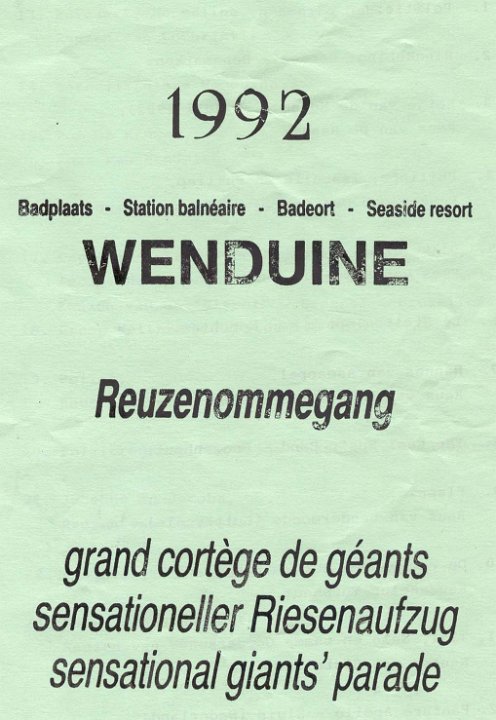 1992
Badplaats - Station balnéaire - Badeort - Seaside resort
WENDUINE
Reuzenommegang
grand cortège de géants
sensationeller Riesenaufzug
sensational giants' parade